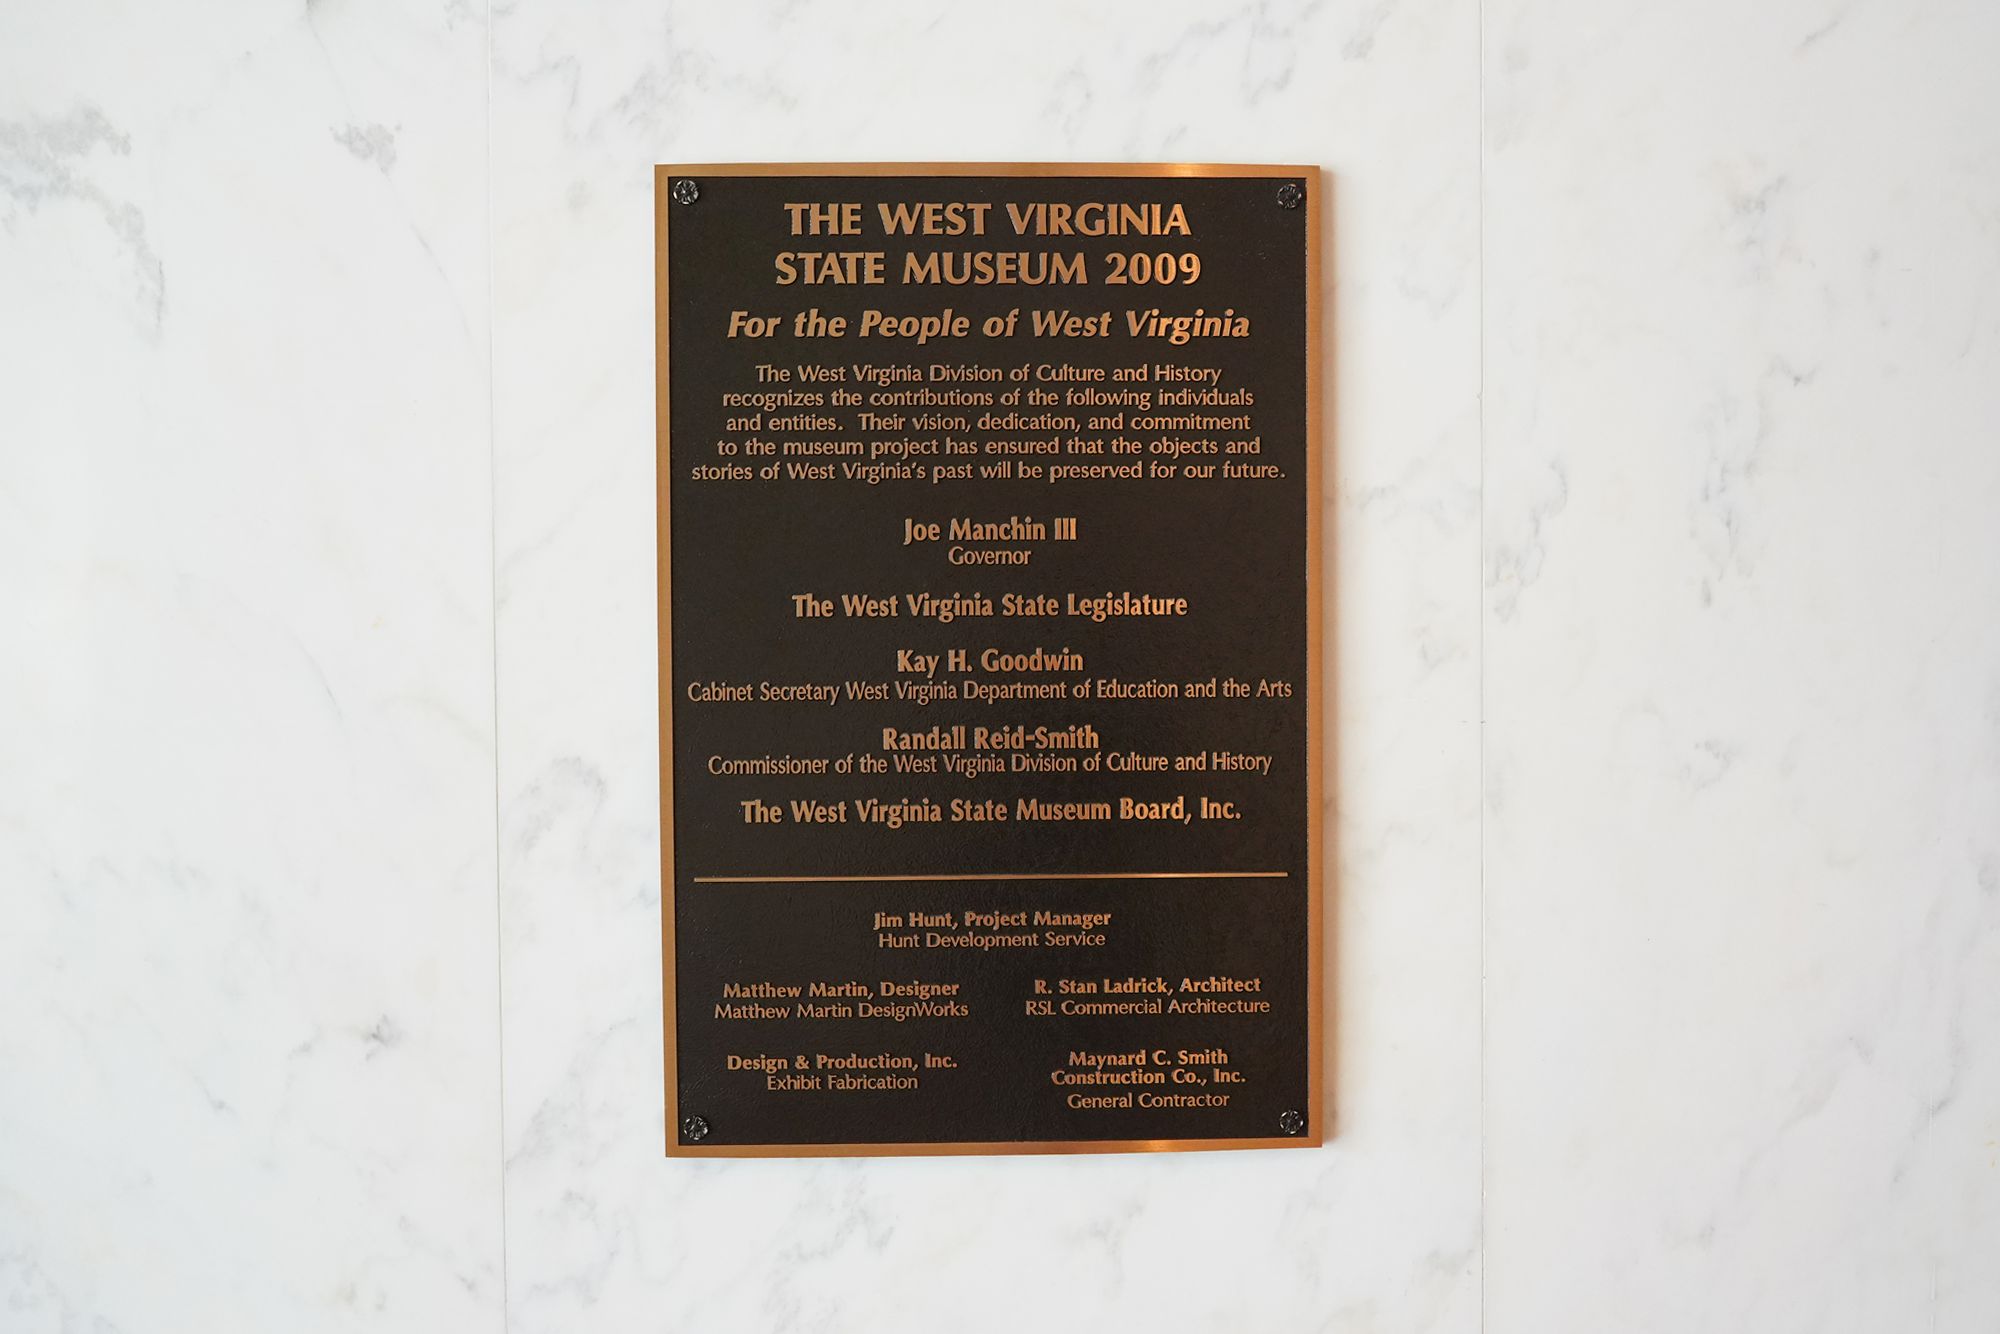 THE WEST VIRGINIA
STATE MUSEUM 2009
For the People of West Virginia
The West Virginia Division of Culture and History
recognizes the contributions of the following individuals
and entities. Their vision, dedication, and commitment
to the museum project has ensured that the objects and
stories of West Virginia's past will be preserved for our future.
Joe Manchin III
Governor
The West Virginia State Legislature
Kay H. Goodwin
Cabinet Secretary West Virginia Department of Education and the Arts
Randall Reid-Smith
Commissioner of the West Virginia Division of Culture and History
The West Virginia State Museum Board, Inc.
Jim Hunt, Project Manager
Hunt Development Service
Matthew Martin, Designer
Matthew Martin DesignWorks
R. Stan Ladrick, Architect
RSL Commercial Architecture
Design & Production, Inc.
Exhibit Fabrication
Maynard C. Smith
Construction Co., Inc.
General Contractor